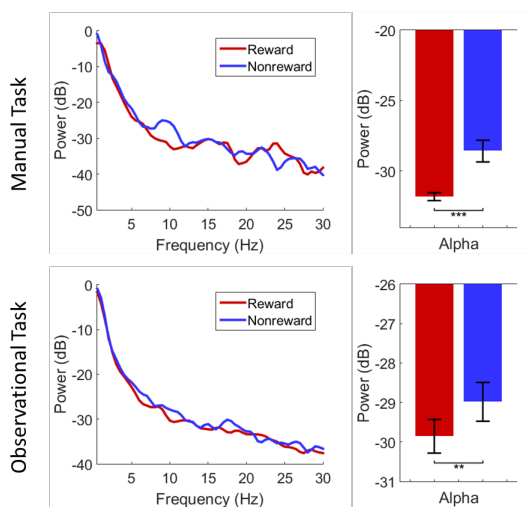 Manual Task
Power (dB)
0
-10
-20
-30
-40
-50
5
10
15
20
25
30
Frequency (Hz)
Reward
Nonreward
Power (dB)
-20
-30
***
Alpha
Observational Task
Power (dB)
0
-10
-20
-30
-40
5
10
15
20
25
30
Frequency (Hz)
Reward
Nonreward
Power (dB)
-26
-27
-28
-29
-30
-31
**
Alpha